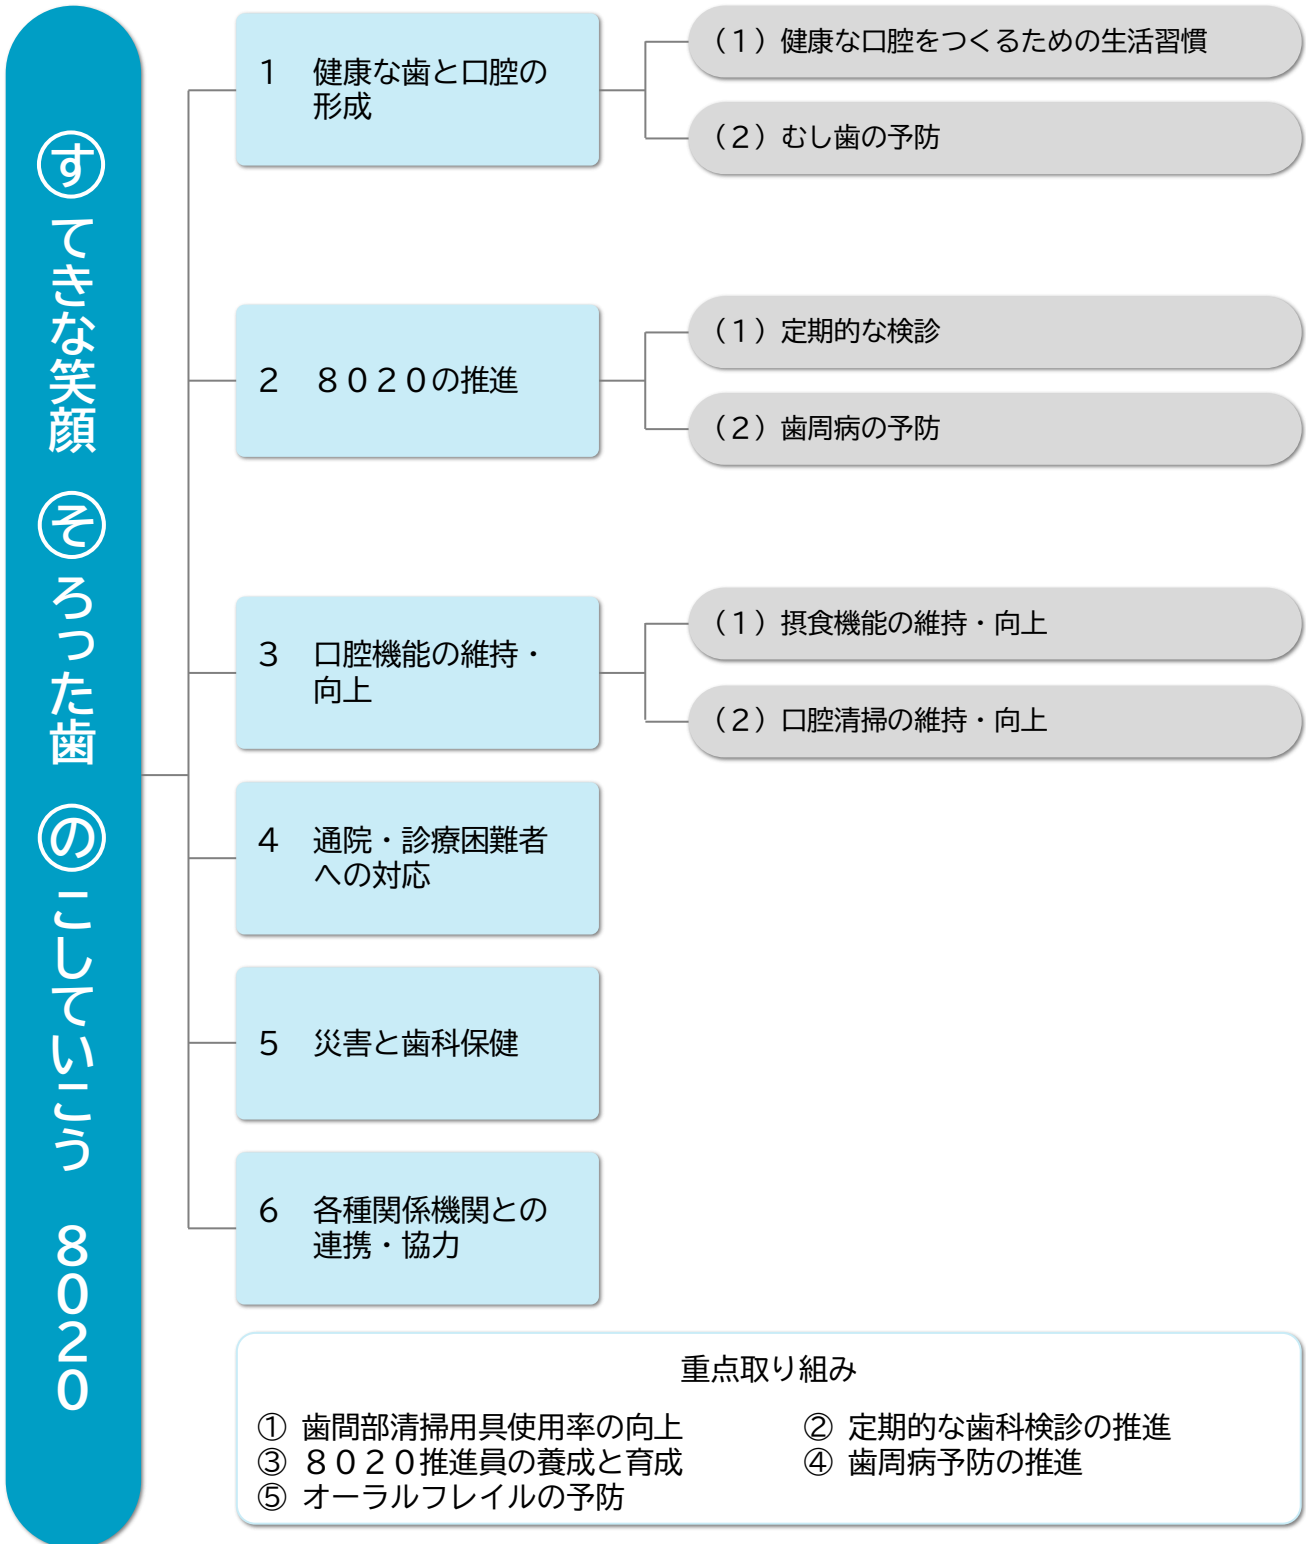 すてきな笑顔　そろった歯　のこしていこう　８０２０
１　健康な歯と口腔の
形成
（１）健康な口腔をつくるための生活習慣
（２）むし歯の予防
２　８０２０の推進
（１）定期的な検診
（２）歯周病の予防
３　口腔機能の維持・
向上
（１）摂食機能の維持・向上
（２）口腔清掃の維持・向上
４　通院・診療困難者
への対応
５　災害と歯科保健
６　各種関係機関との
連携・協力
重点取り組み
① 歯間部清掃用具使用率の向上　② 定期的な歯科検診の推進
③ ８０２０推進員の養成と育成　④ 歯周病予防の推進
⑤ オーラルフレイルの予防